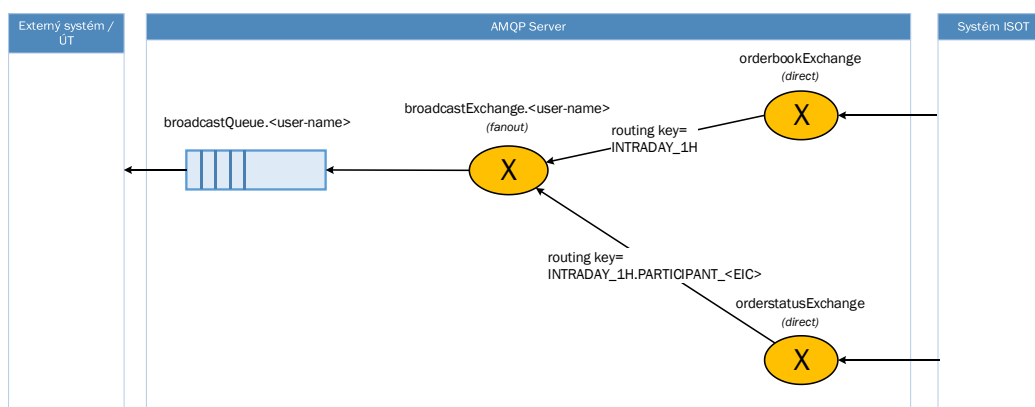 Externý systém /
ÚT
AMQP Server
Systém ISOT
orderbookExchange
(direct)
X
broadcastExchange.<user-name>
(fanout)
X
broadcastQueue.<user-name>
routing key=
INTRADAY_1H
routing key=
INTRADAY_1H.PARTICIPANT_<EIC>
orderstatusExchange
(direct)
X